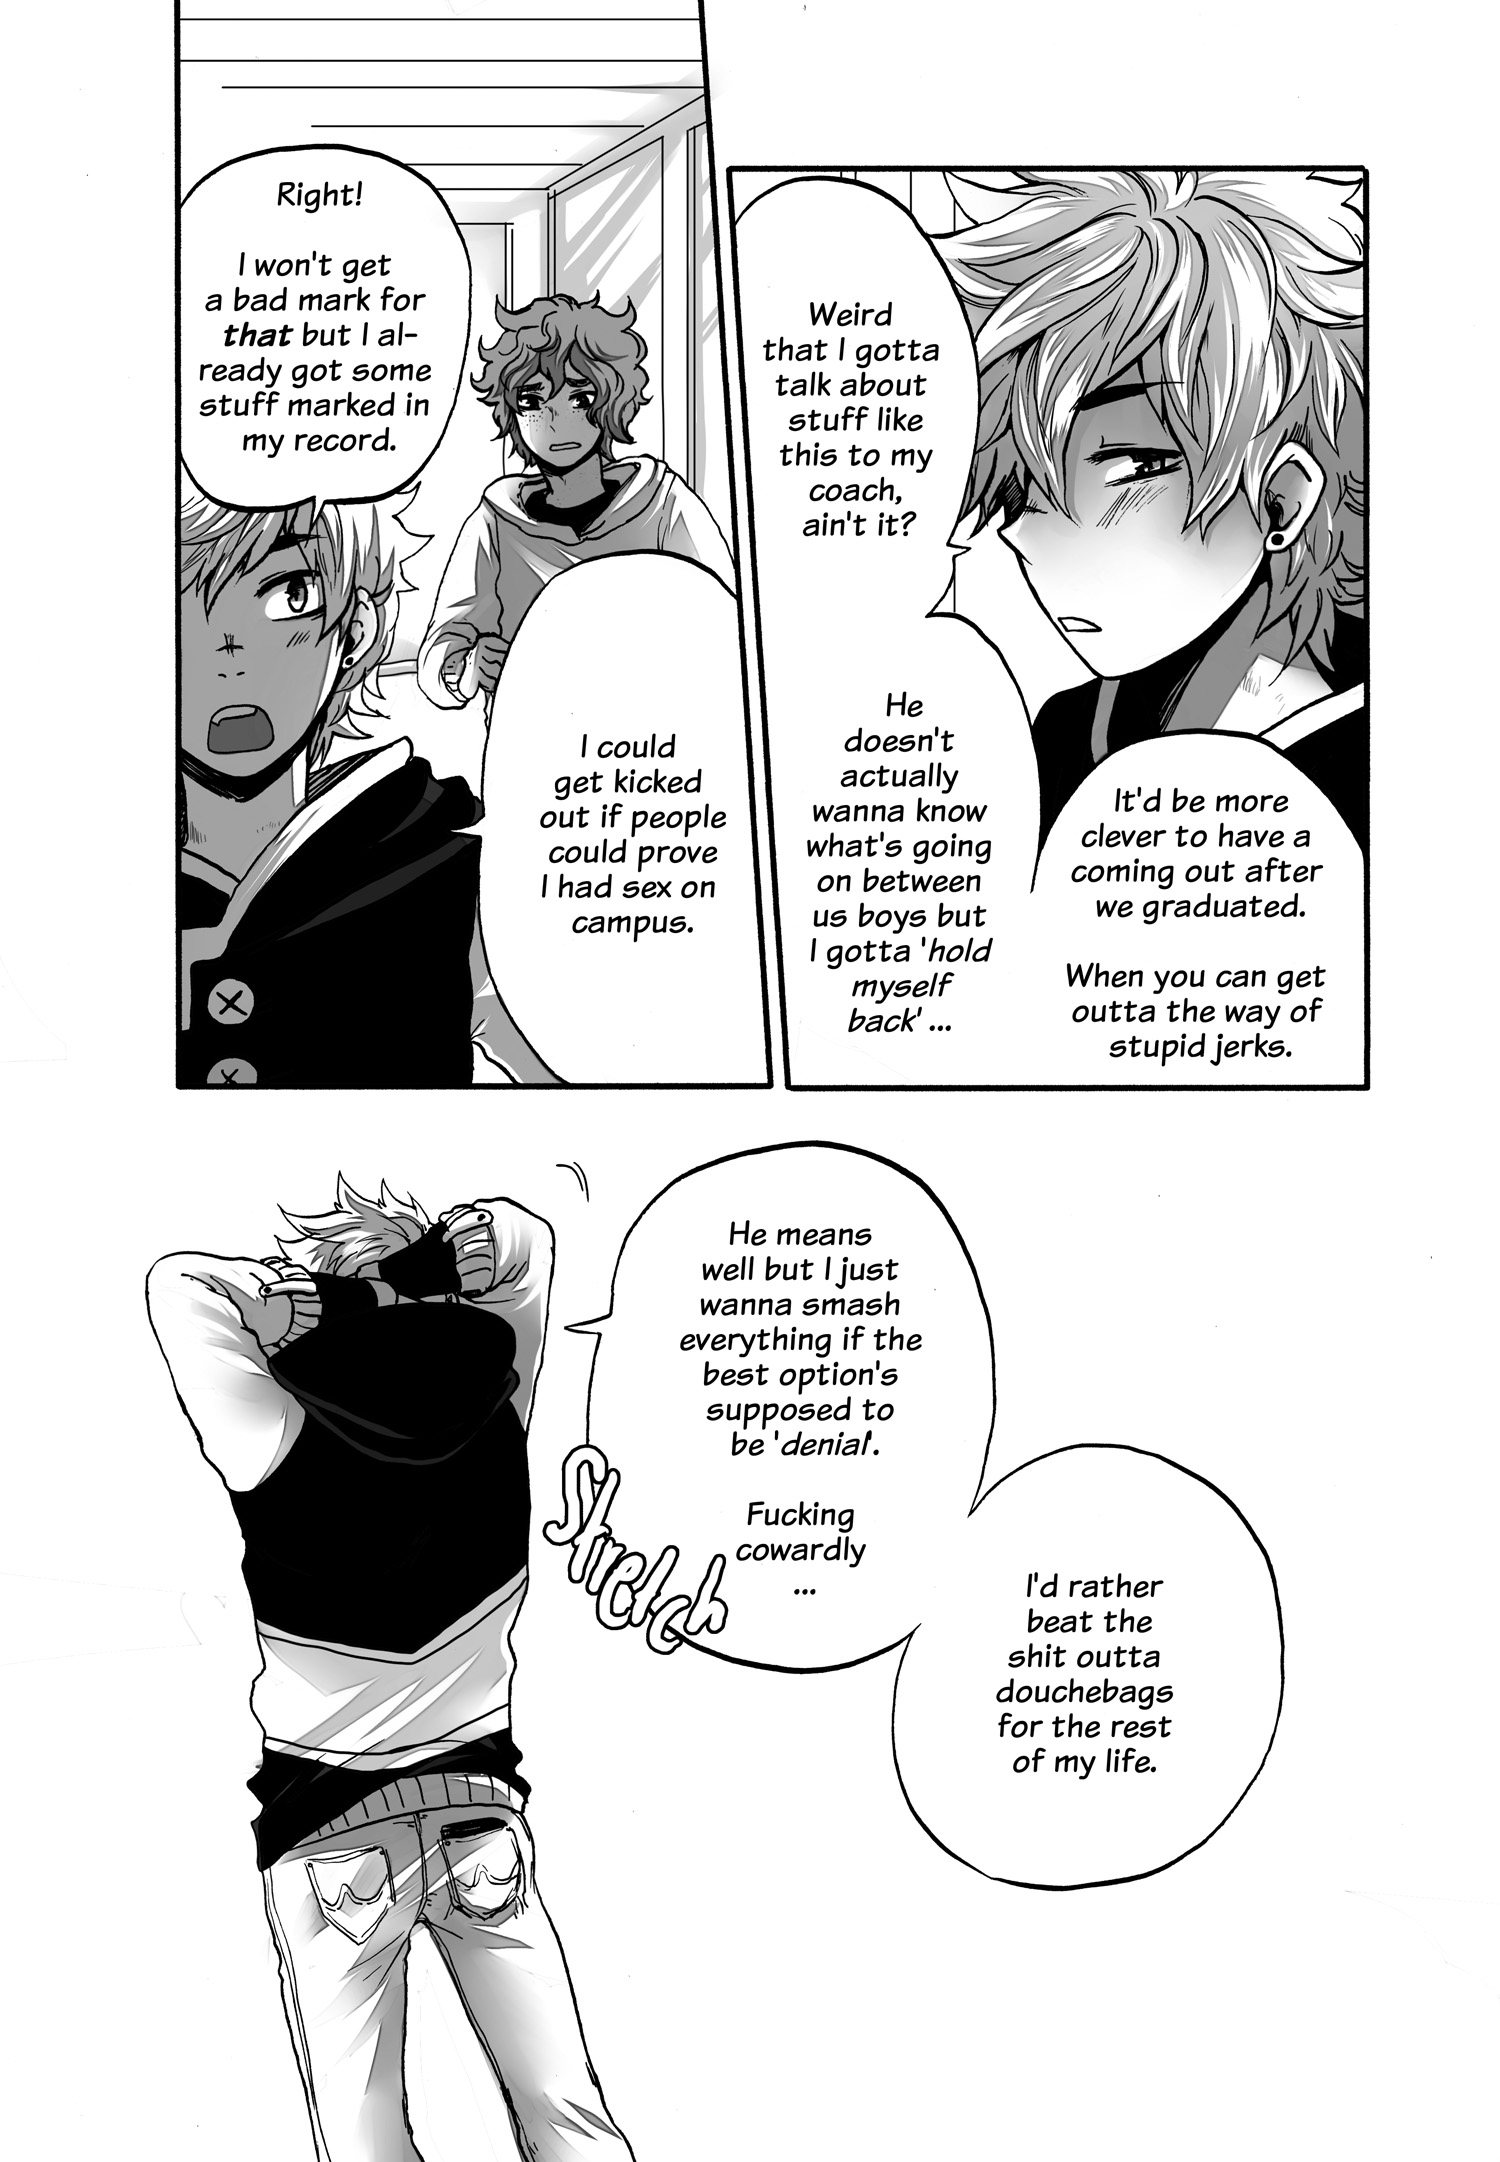 Right!
I won't get
a bad mark for
that but I al-
ready got some
stuff marked in
my record.
I could
get kicked
out if people
could prove
I had sex on
campus.
Weird
that I gotta
talk about
stuff like
this to my
coach,
ain't it?
He
doesn't
actually
wanna know
what's going
on between
us boys but
I gotta 'hold
myself
back' ...
It'd be more
clever to have a
coming out after
we graduated.
When you can get
outta the way of
stupid jerks.
He means
well but I just
wanna smash
everything if the
best option's
supposed to
be 'denial'.
Fucking
cowardly
...
Stretch
I'd rather
beat the
shit outta
douchebags
for the rest
of my life.